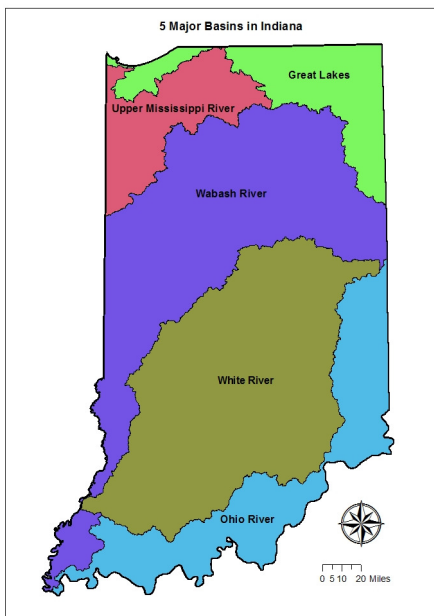 5 Major Basins in Indiana
Great Lakes
Upper Mississippi River
Wabash River
White River
Ohio River
0 5 10 20 Miles